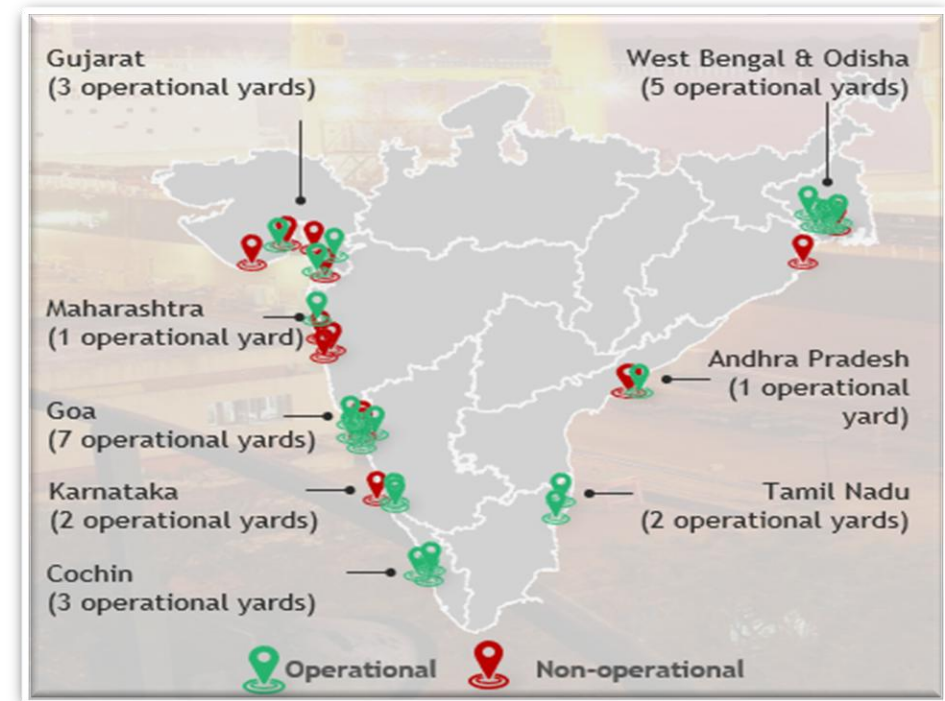 Gujarat
(3 operational yards)
West Bengal & Odisha
(5 operational yards)
Maharashtra
(1 operational yard)
Andhra Pradesh
(1 operational
yard)
Goa
(7 operational yards)
Karnataka
(2 operational yards)
Tamil Nadu
(2 operational yards)
Cochin
(3 operational yards)
Operational
Non-operational